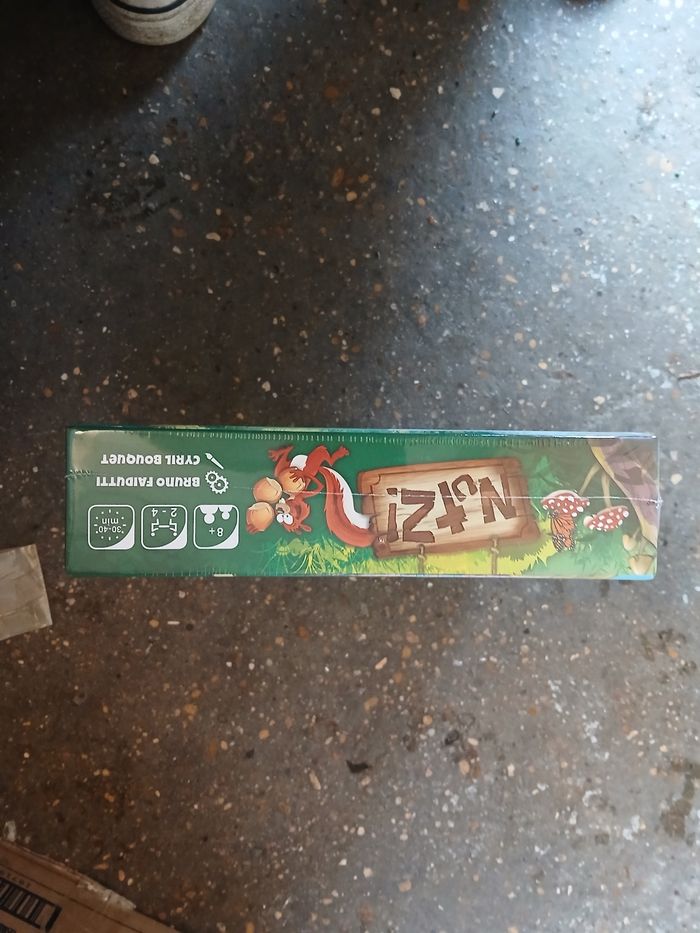 NutZ!
8+
2 - 4
30-40
min
BRUNO FAIDUTTI
CYRIL BOUQUET